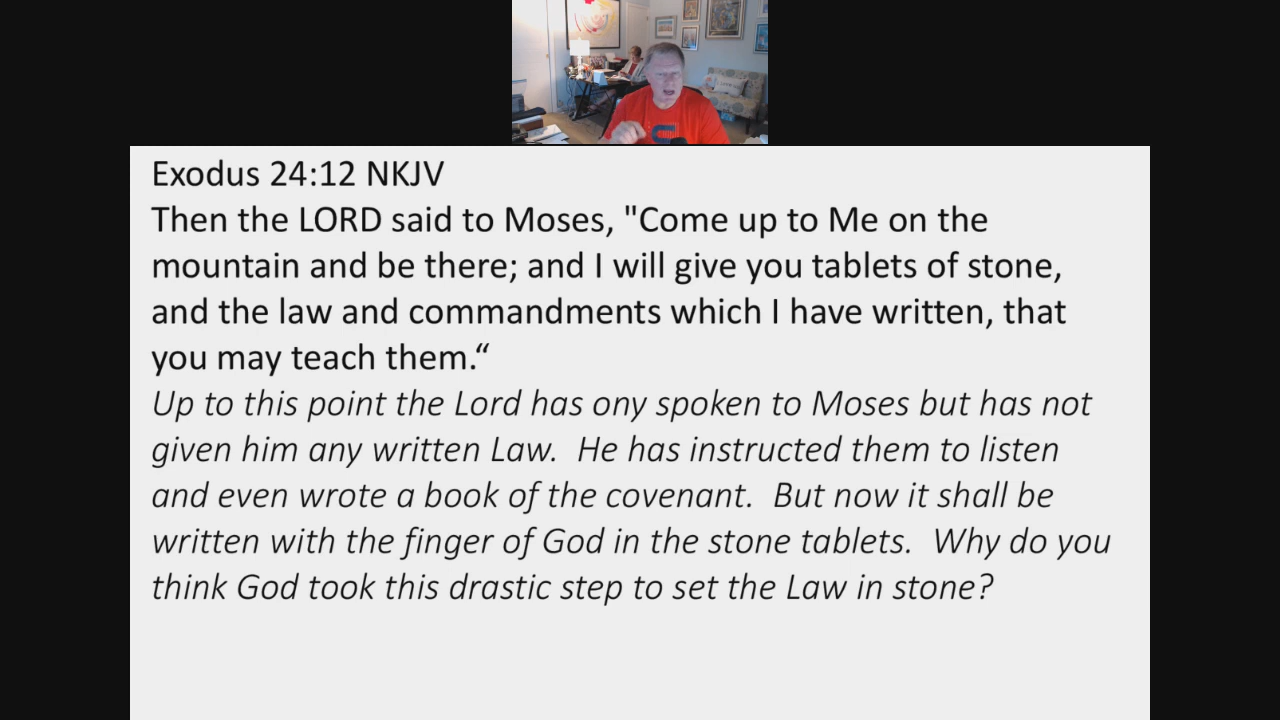 Exodus 24:12 NKJV
Then the LORD said to Moses, "Come up to Me on the
mountain and be there; and I will give you tablets of stone,
and the law and commandments which I have written, that
you may teach them.“
Up to this point the Lord has ony spoken to Moses but has not
given him any written Law.  He has instructed them to listen
and even wrote a book of the covenant.  But now it shall be
written with the finger of God in the stone tablets.  Why do you
think God took this drastic step to set the Law in stone?